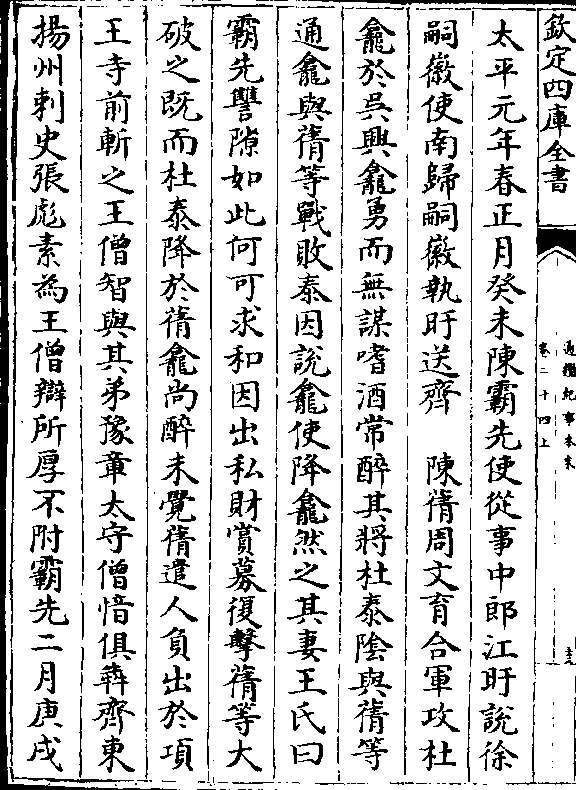 欽定四庫全書
通鑑紀事本末
卷二十四上
太平元年春正月癸未陳霸先使從事中郎江旰說徐
嗣徽使南歸嗣徽執旰送齊　陳蒨周文育合軍攻杜
龕於吳興龕勇而無謀嗜酒常醉其將杜泰陰與蒨等
通龕與蒨等戰敗泰因說龕使降龕然之其妻王氏曰
霸先讐隙如此何可求和因出私財賞募復擊蒨等大
破之既而杜泰降於蒨龕尚醉未覺蒨遣人負出於項
王寺前斬之王僧智與其弟豫章太守僧愔俱犇齊東
揚州刺史張彪素為王僧辯所厚不附霸先二月庚戌